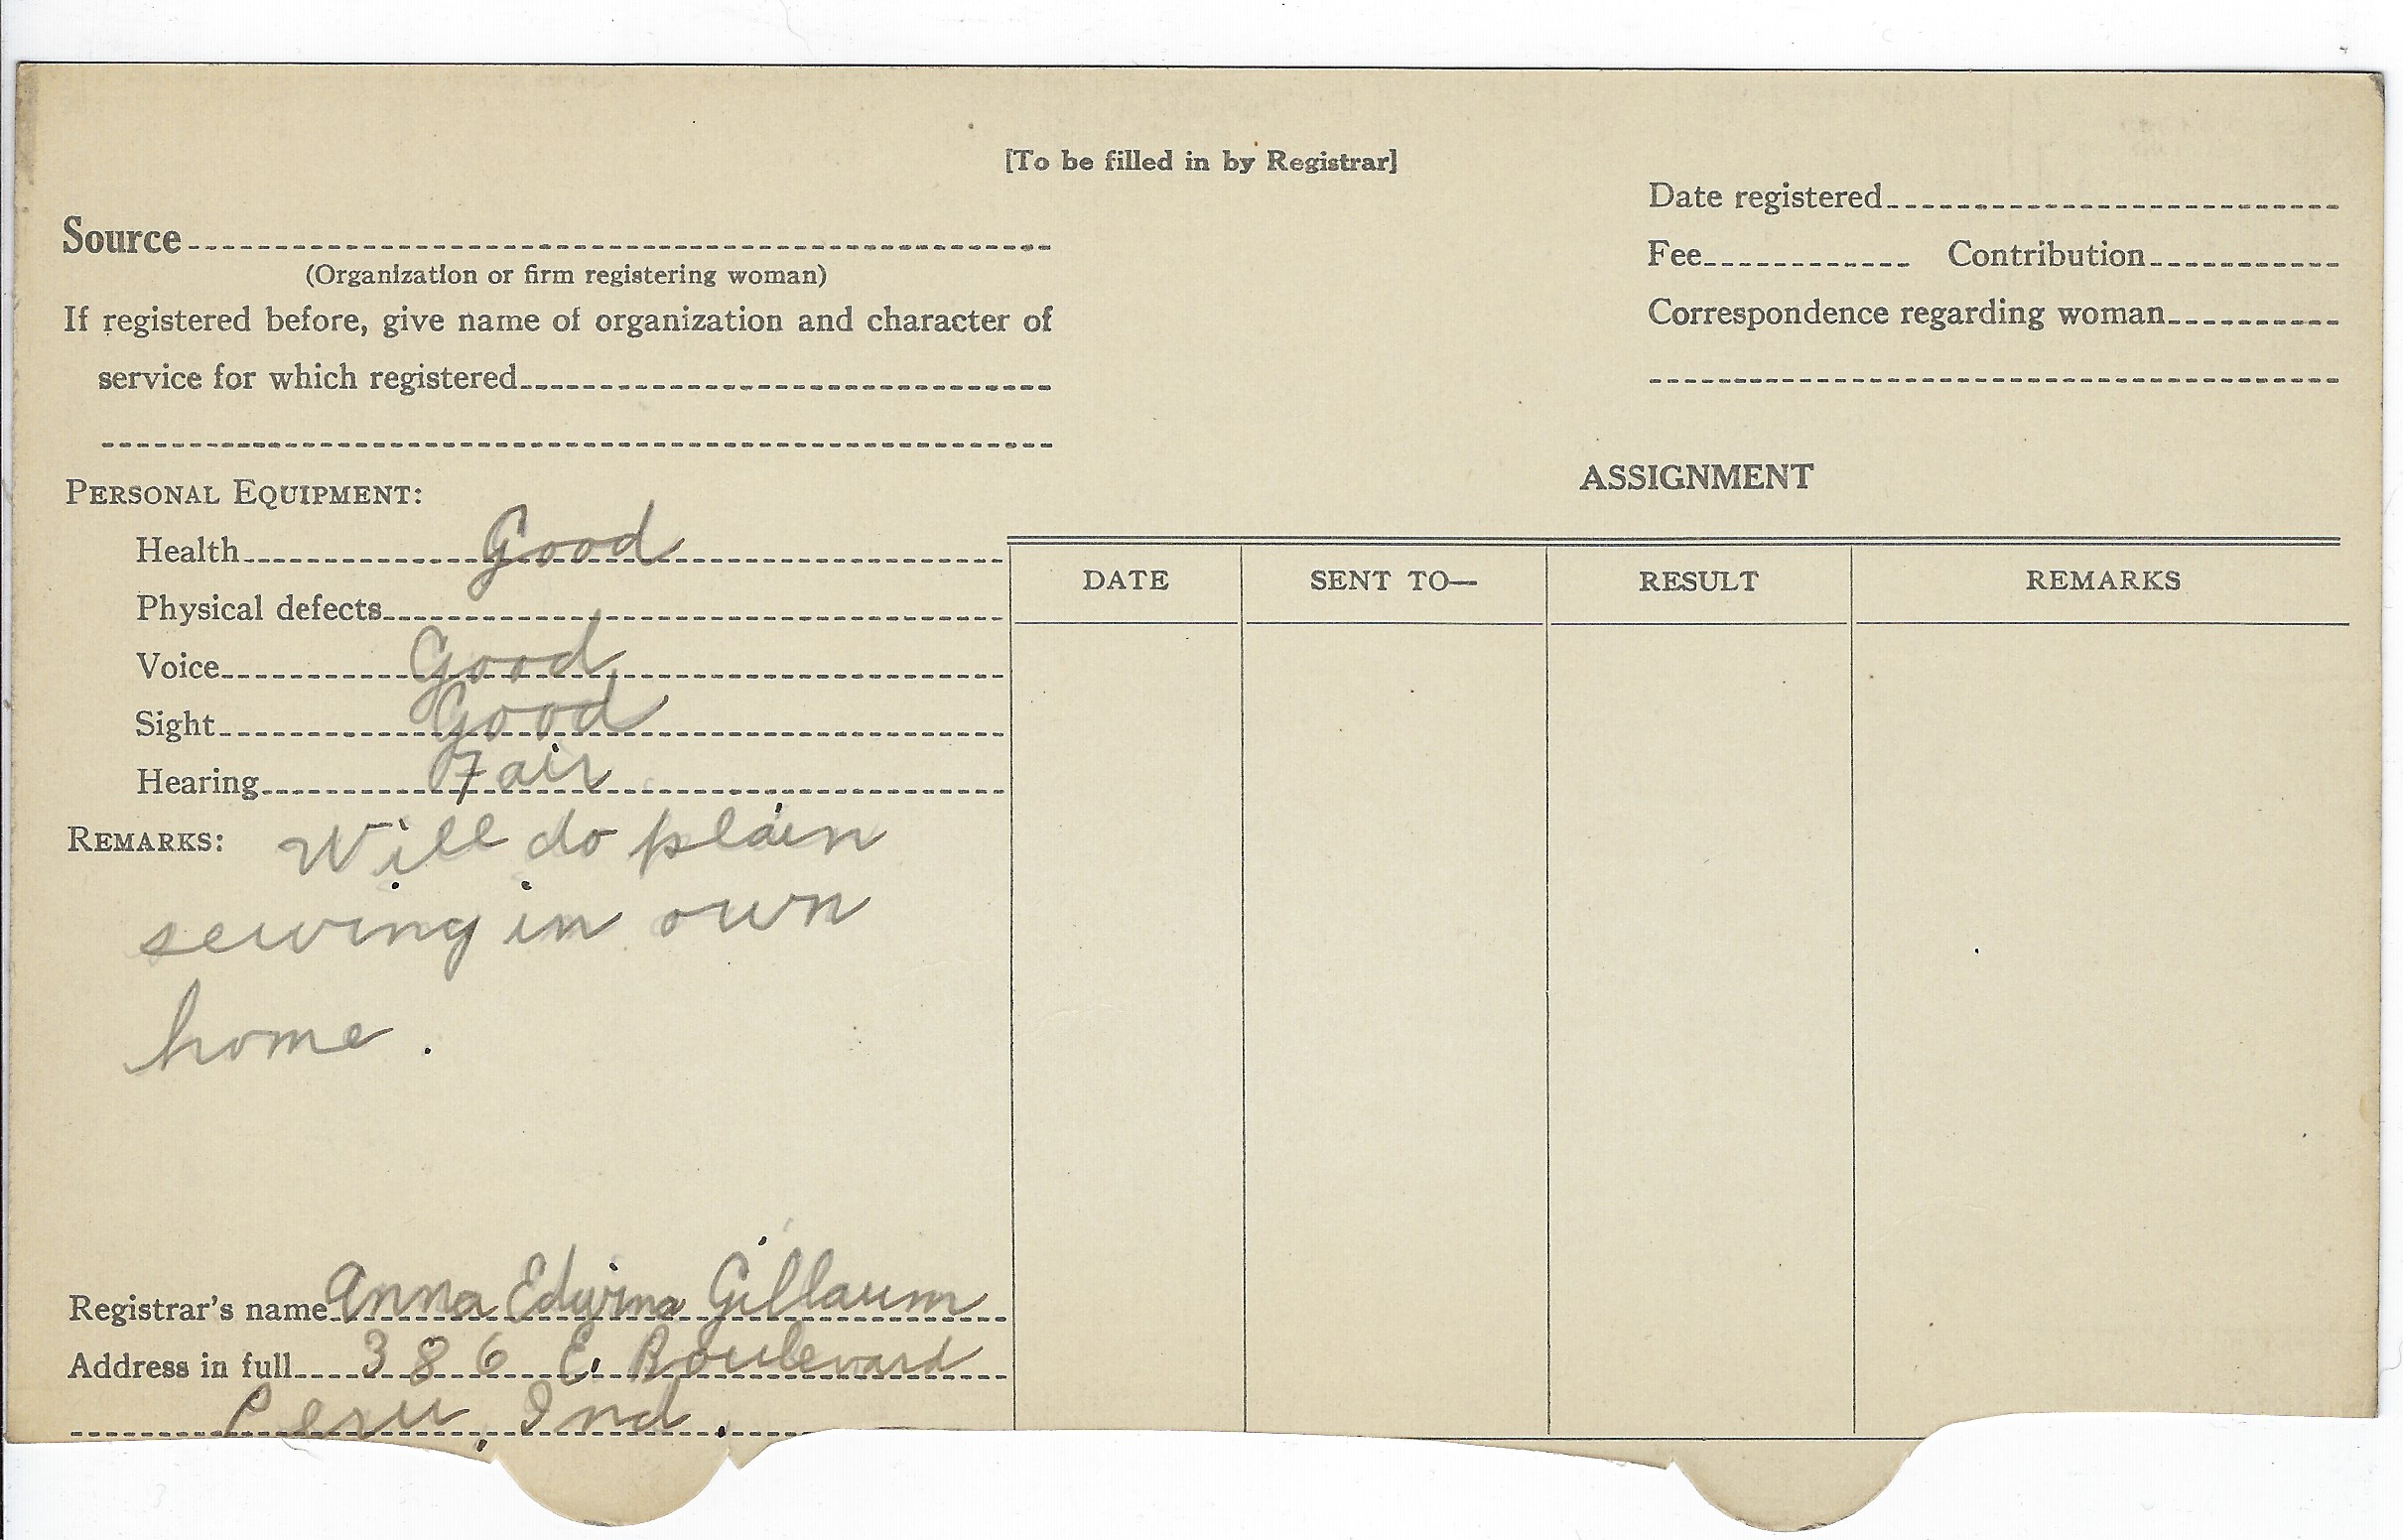 [To be filled in by Registrar]
Source
(Organization or firm registering woman)
If registered before, give name of organization and character of
service for which registered
Date registered
Fee Contribution
Correspondence regarding woman
PERSONAL EQUIPMENT:
Health Good
Physical defects
Voice Good
Sight Good
Hearing Fair
REMARKS: Will do plain
sewing in own
home.
Registrar's name Anna Edwina Gillaum
Address in full 386 E. Boulevard
Peru, Ind.
ASSIGNMENT
DATE SENT TO— RESULT REMARKS